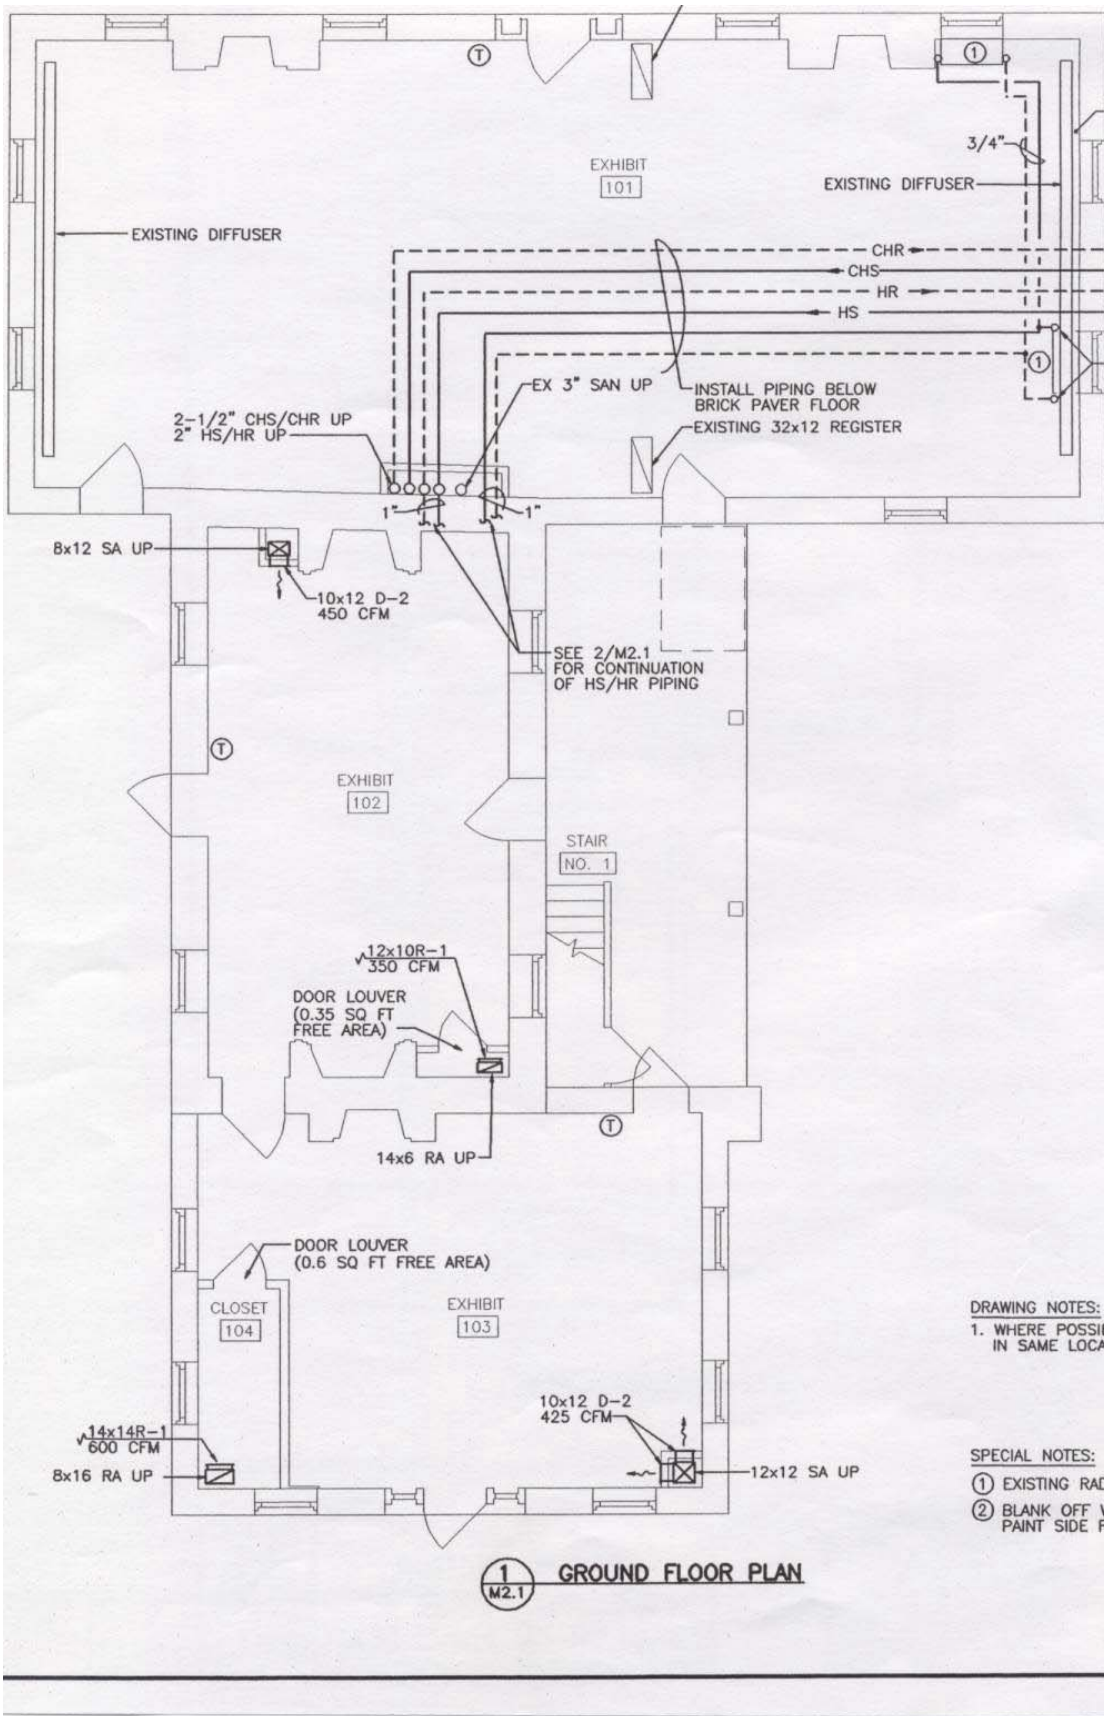 T
1
3/4"
EXHIBIT
101
EXISTING DIFFUSER
EXISTING DIFFUSER
CHR
CHS
HR
HS
1
EX 3" SAN UP
INSTALL PIPING BELOW
BRICK PAVER FLOOR
EXISTING 32x12 REGISTER
2-1/2" CHS/CHR UP
2" HS/HR UP
1"
1"
8x12 SA UP
10x12 D-2
450 CFM
SEE 2/M2.1
FOR CONTINUATION
OF HS/HR PIPING
T
EXHIBIT
102
STAIR
NO. 1
12x10R-1
350 CFM
DOOR LOUVER
(0.35 SQ FT
FREE AREA)
T
14x6 RA UP
DOOR LOUVER
(0.6 SQ FT FREE AREA)
CLOSET
104
EXHIBIT
103
10x12 D-2
425 CFM
14x14R-1
600 CFM
8x16 RA UP
12x12 SA UP
DRAWING NOTES:
1. WHERE POSSI
IN SAME LOCA
SPECIAL NOTES:
1 EXISTING RAD
2 BLANK OFF
PAINT SIDE
1
M2.1
GROUND FLOOR PLAN